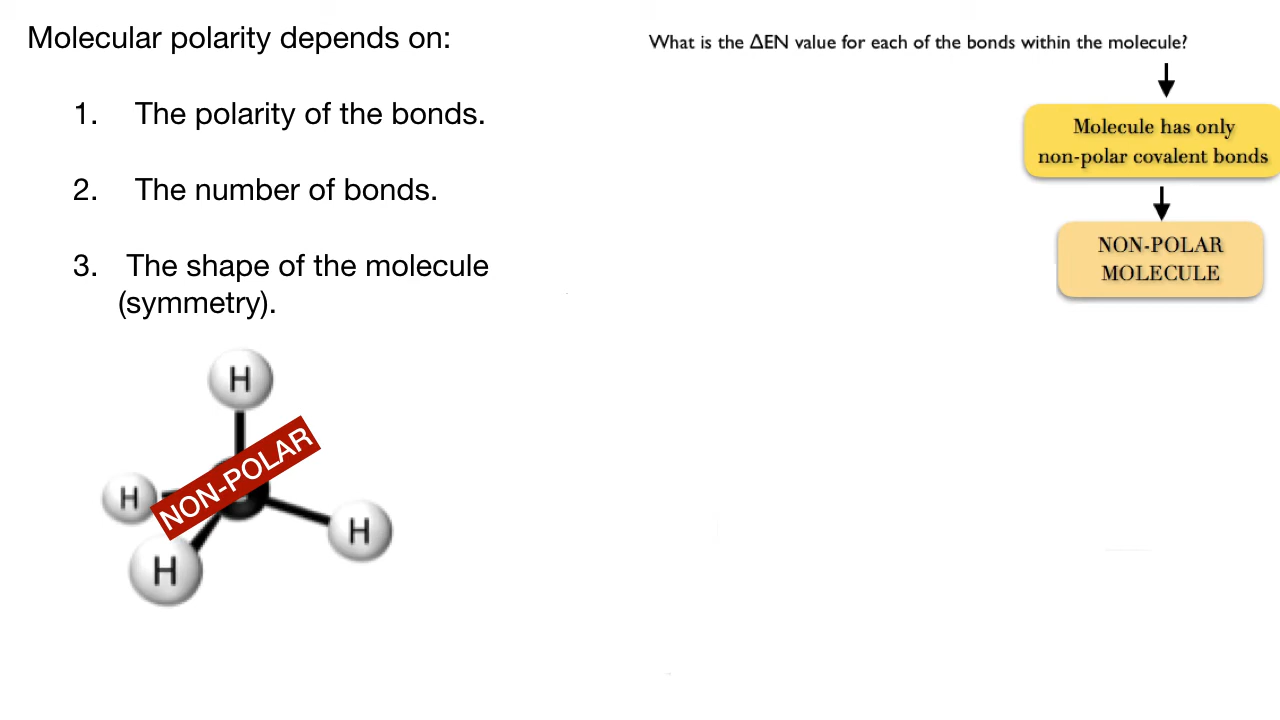 Molecular polarity depends on:
1. The polarity of the bonds.
2. The number of bonds.
3. The shape of the molecule
(symmetry).
H
NON-POLAR
H
H
H
What is the ΔEN value for each of the bonds within the molecule?
Molecule has only
non-polar covalent bonds
NON-POLAR
MOLECULE